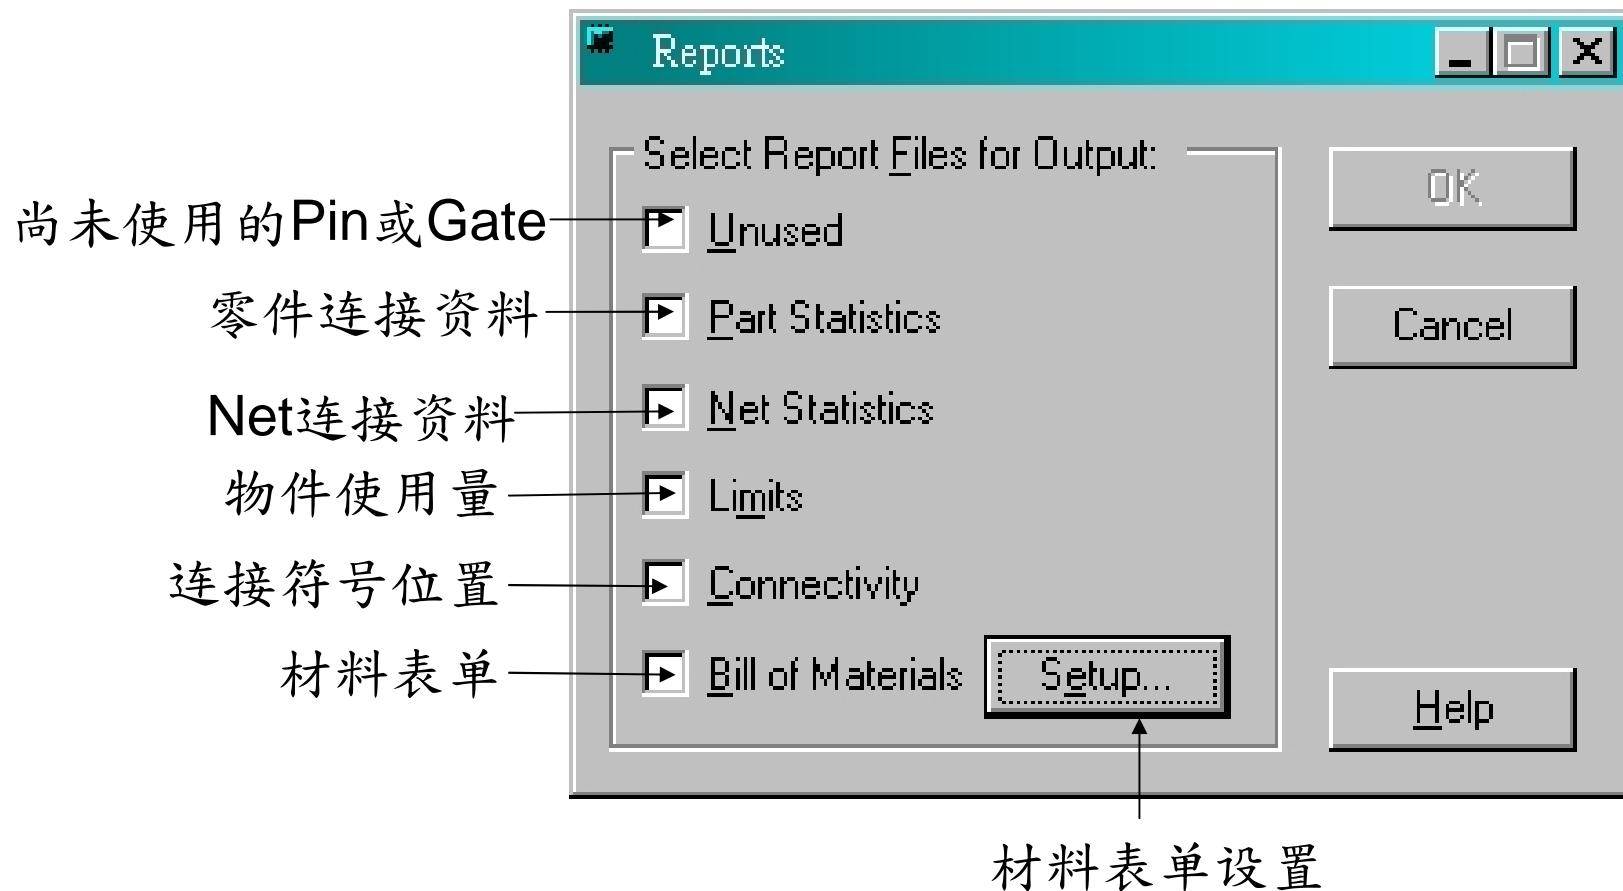 Reports
Select Report Files for Output:
OK
尚未使用的Pin或Gate
Unused
零件连接资料
Part Statistics
Cancel
Net连接资料
Net Statistics
物件使用量
Limits
连接符号位置
Connectivity
材料表单
Bill of Materials
Setup...
Help
材料表单设置